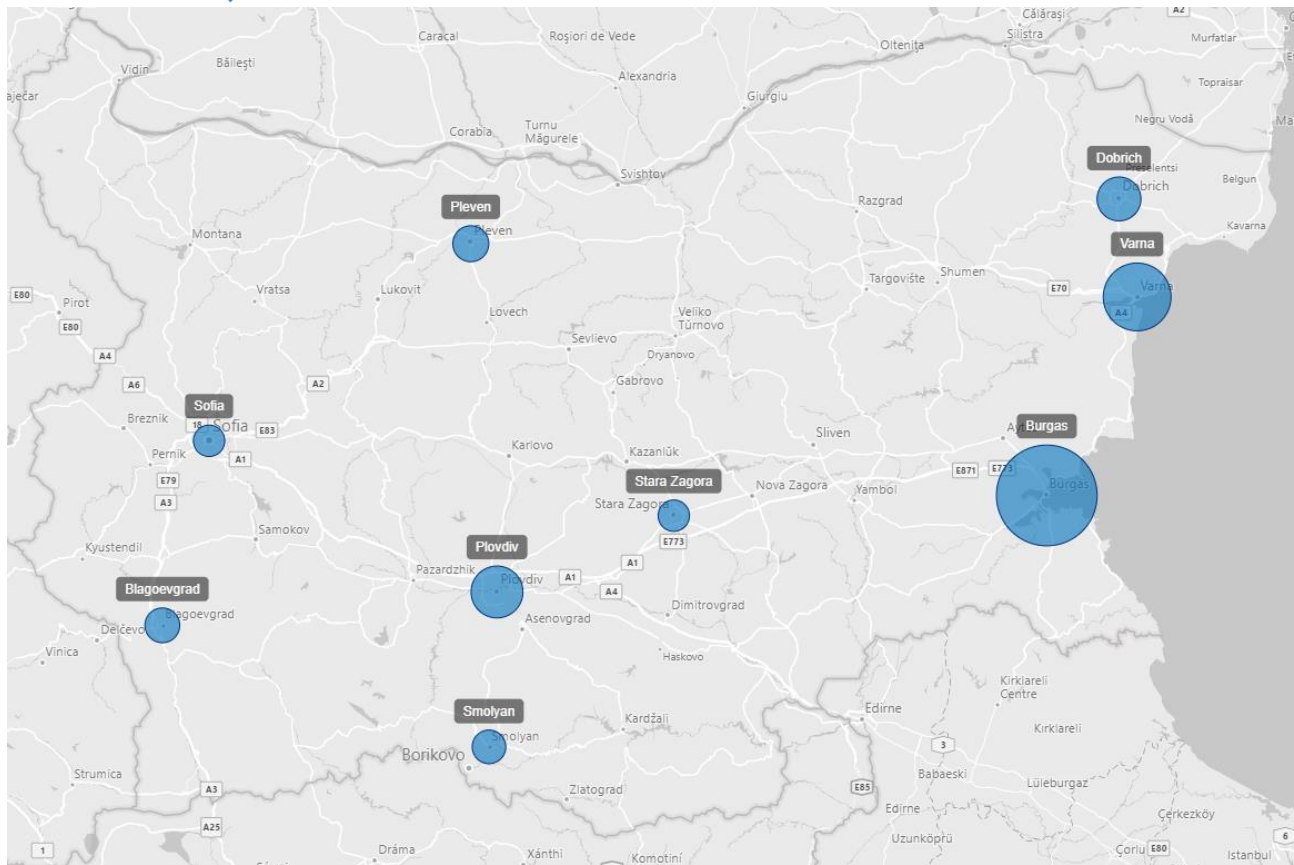 Călărași
A2
Caracal
Roșiori de Vede
Oltenița
Silistra
Murfatlar
Vidin
Băilești
Alexandria
Topraisar
Giurgiu
Negru Vodă
Corabia
Turnu
Măgurele
Dobrich
Preselentsi
Dobrich
Belgun
Svishtov
Pleven
Pleven
Razgrad
Kavarna
Montana
Varna
Targovište
Shumen
E70
Varna
A4
E80
Pirot
E80
Vratsa
Lukovit
Lovech
Veliko
Tŭrnovo
Sevlievo
Dryanovo
A4
A6
A2
Gabrovo
Sofia
18
Sofia
E83
Breznik
Pernik
A1
E79
A3
Karlovo
Kazanlŭk
Sliven
Burgas
E871
E773
Burgas
Stara Zagora
Stara Zagora
Nova Zagora
Yambol
E773
Samokov
Kyustendil
Plovdiv
Pazardzhik
Plovdiv
A1
A1
A4
Blagoevgrad
Blagoevgrad
Delčevo
Vinica
Asenovgrad
Dimitrovgrad
Haskovo
Kirklareli
Centre
Smolyan
Smolyan
Borikovo
Kardžali
Edirne
Kırklareli
3
Strumica
A3
Zlatograd
E85
Babaeski
Lüleburgaz
Edirne
Çerkezköy
A25
Uzunköprü
1
Dráma
Xánthi
Komotiní
Çorlu
E80
Istanbul
6